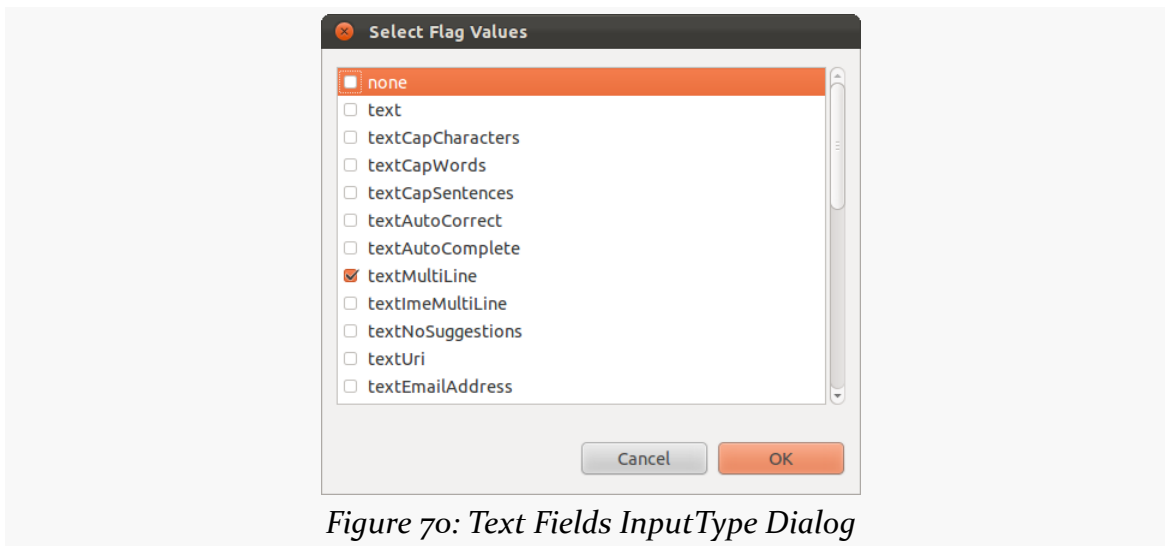 Select Flag Values
none
text
textCapCharacters
textCapWords
textCapSentences
textAutoCorrect
textAutoComplete
textMultiLine
textImeMultiLine
textNoSuggestions
textUri
textEmailAddress
Cancel
OK
Figure 70: Text Fields InputType Dialog